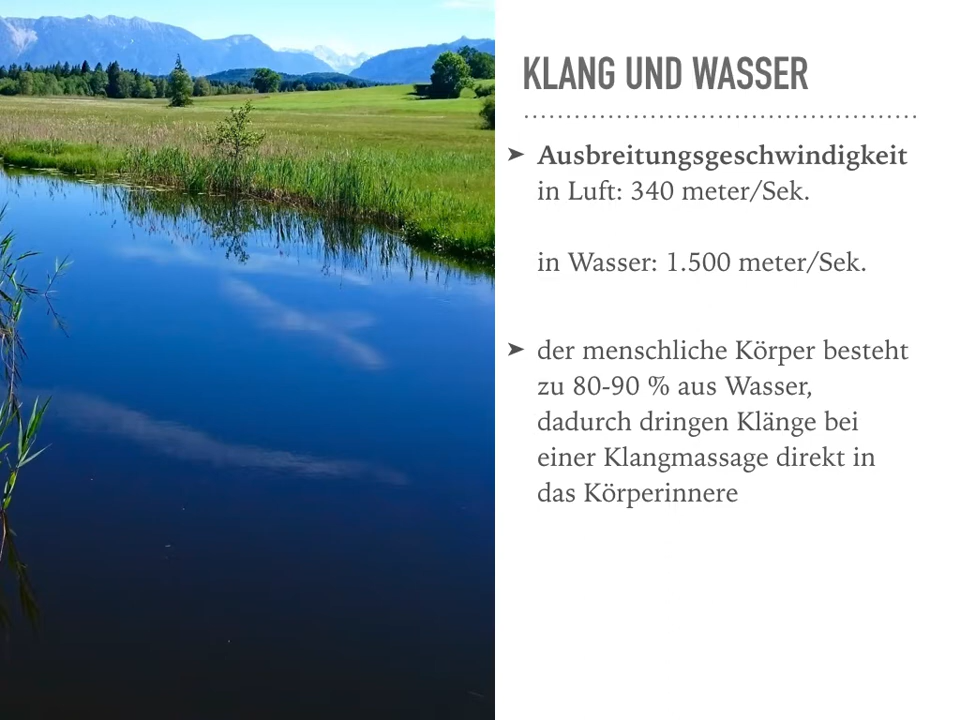 KLANG UND WASSER
➤ Ausbreitungsgeschwindigkeit
in Luft: 340 meter/Sek.
in Wasser: 1.500 meter/Sek.
➤ der menschliche Körper besteht
zu 80-90 % aus Wasser,
dadurch dringen Klänge bei
einer Klangmassage direkt in
das Körperinnere